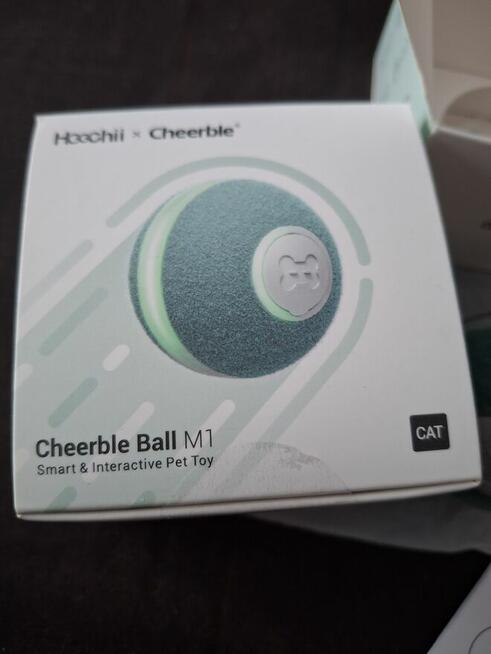 Hoochii × Cheerble®
Cheerble Ball M1
Smart & Interactive Pet Toy
CAT